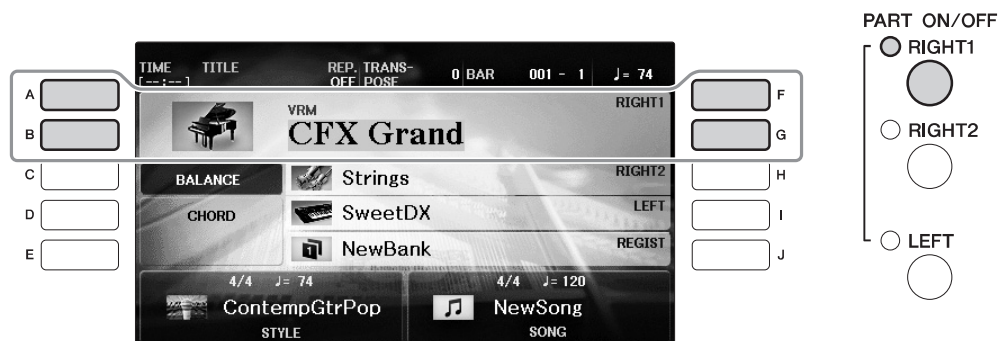 PART ON/OFF
RIGHT1
RIGHT2
LEFT
TIME TITLE REP. TRANS- 0 BAR 001 - 1 ♩= 74
[--:--] OFF POSE
A
B
C
D
E
VRM RIGHT1
CFX Grand
BALANCE Strings RIGHT2
CHORD SweetDX LEFT
1 NewBank REGIST
4/4 ♩= 74 4/4 ♩= 120
ContempGtrPop NewSong
STYLE SONG
F
G
H
I
J